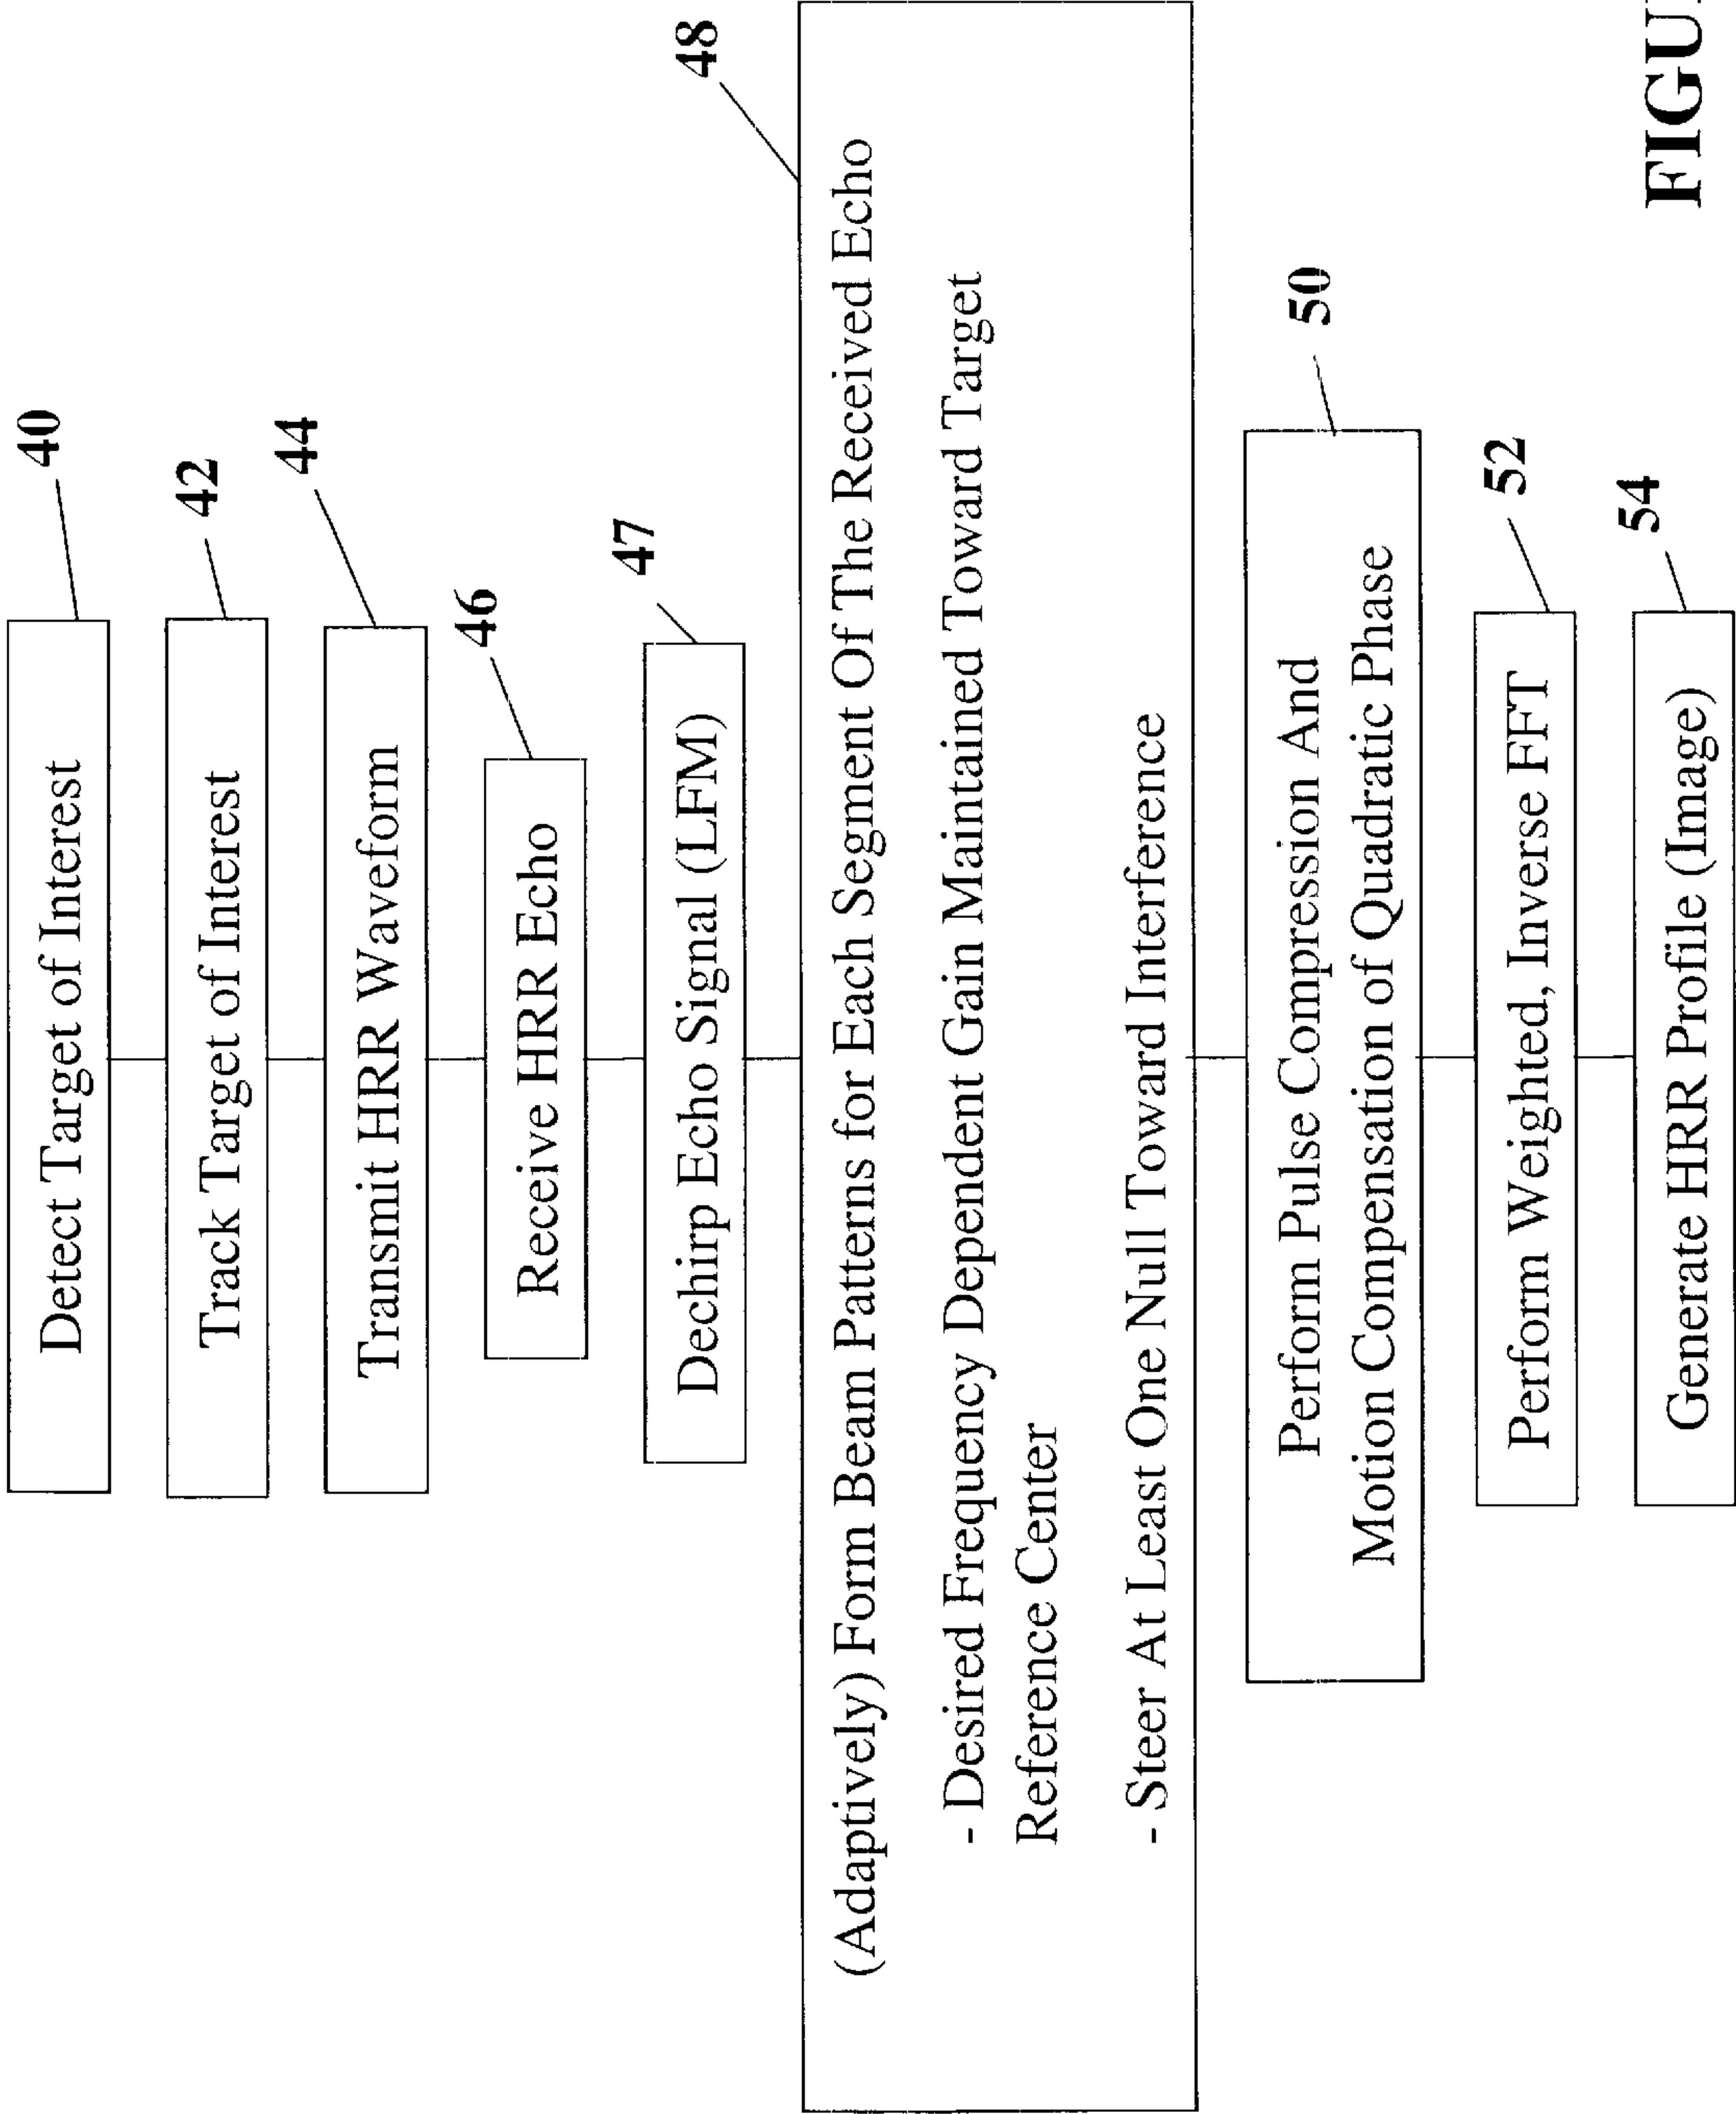 Detect Target of Interest
40
Track Target of Interest
42
Transmit HRR Waveform
44
Receive HRR Echo
46
Dechirp Echo Signal (LFM)
47
48
(Adaptively) Form Beam Patterns for Each Segment Of The Received Echo
- Desired Frequency Dependent Gain Maintained Toward Target
Reference Center
- Steer At Least One Null Toward Interference
Perform Pulse Compression And
Motion Compensation of Quadratic Phase
50
Perform Weighted, Inverse FFT
52
Generate HRR Profile (Image)
54